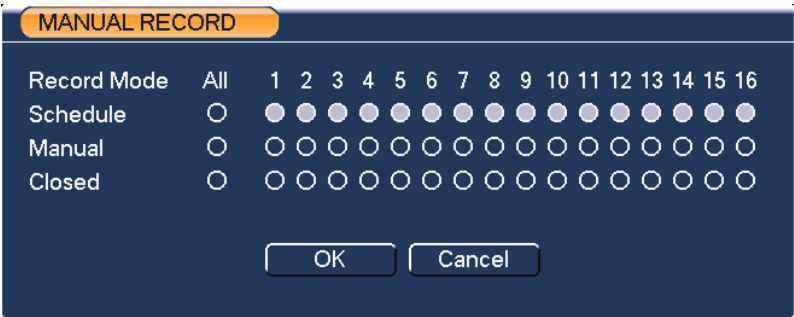 MANUAL RECORD
Record Mode All 1 2 3 4 5 6 7 8 9 10 11 12 13 14 15 16
Schedule
Manual
Closed
OK Cancel